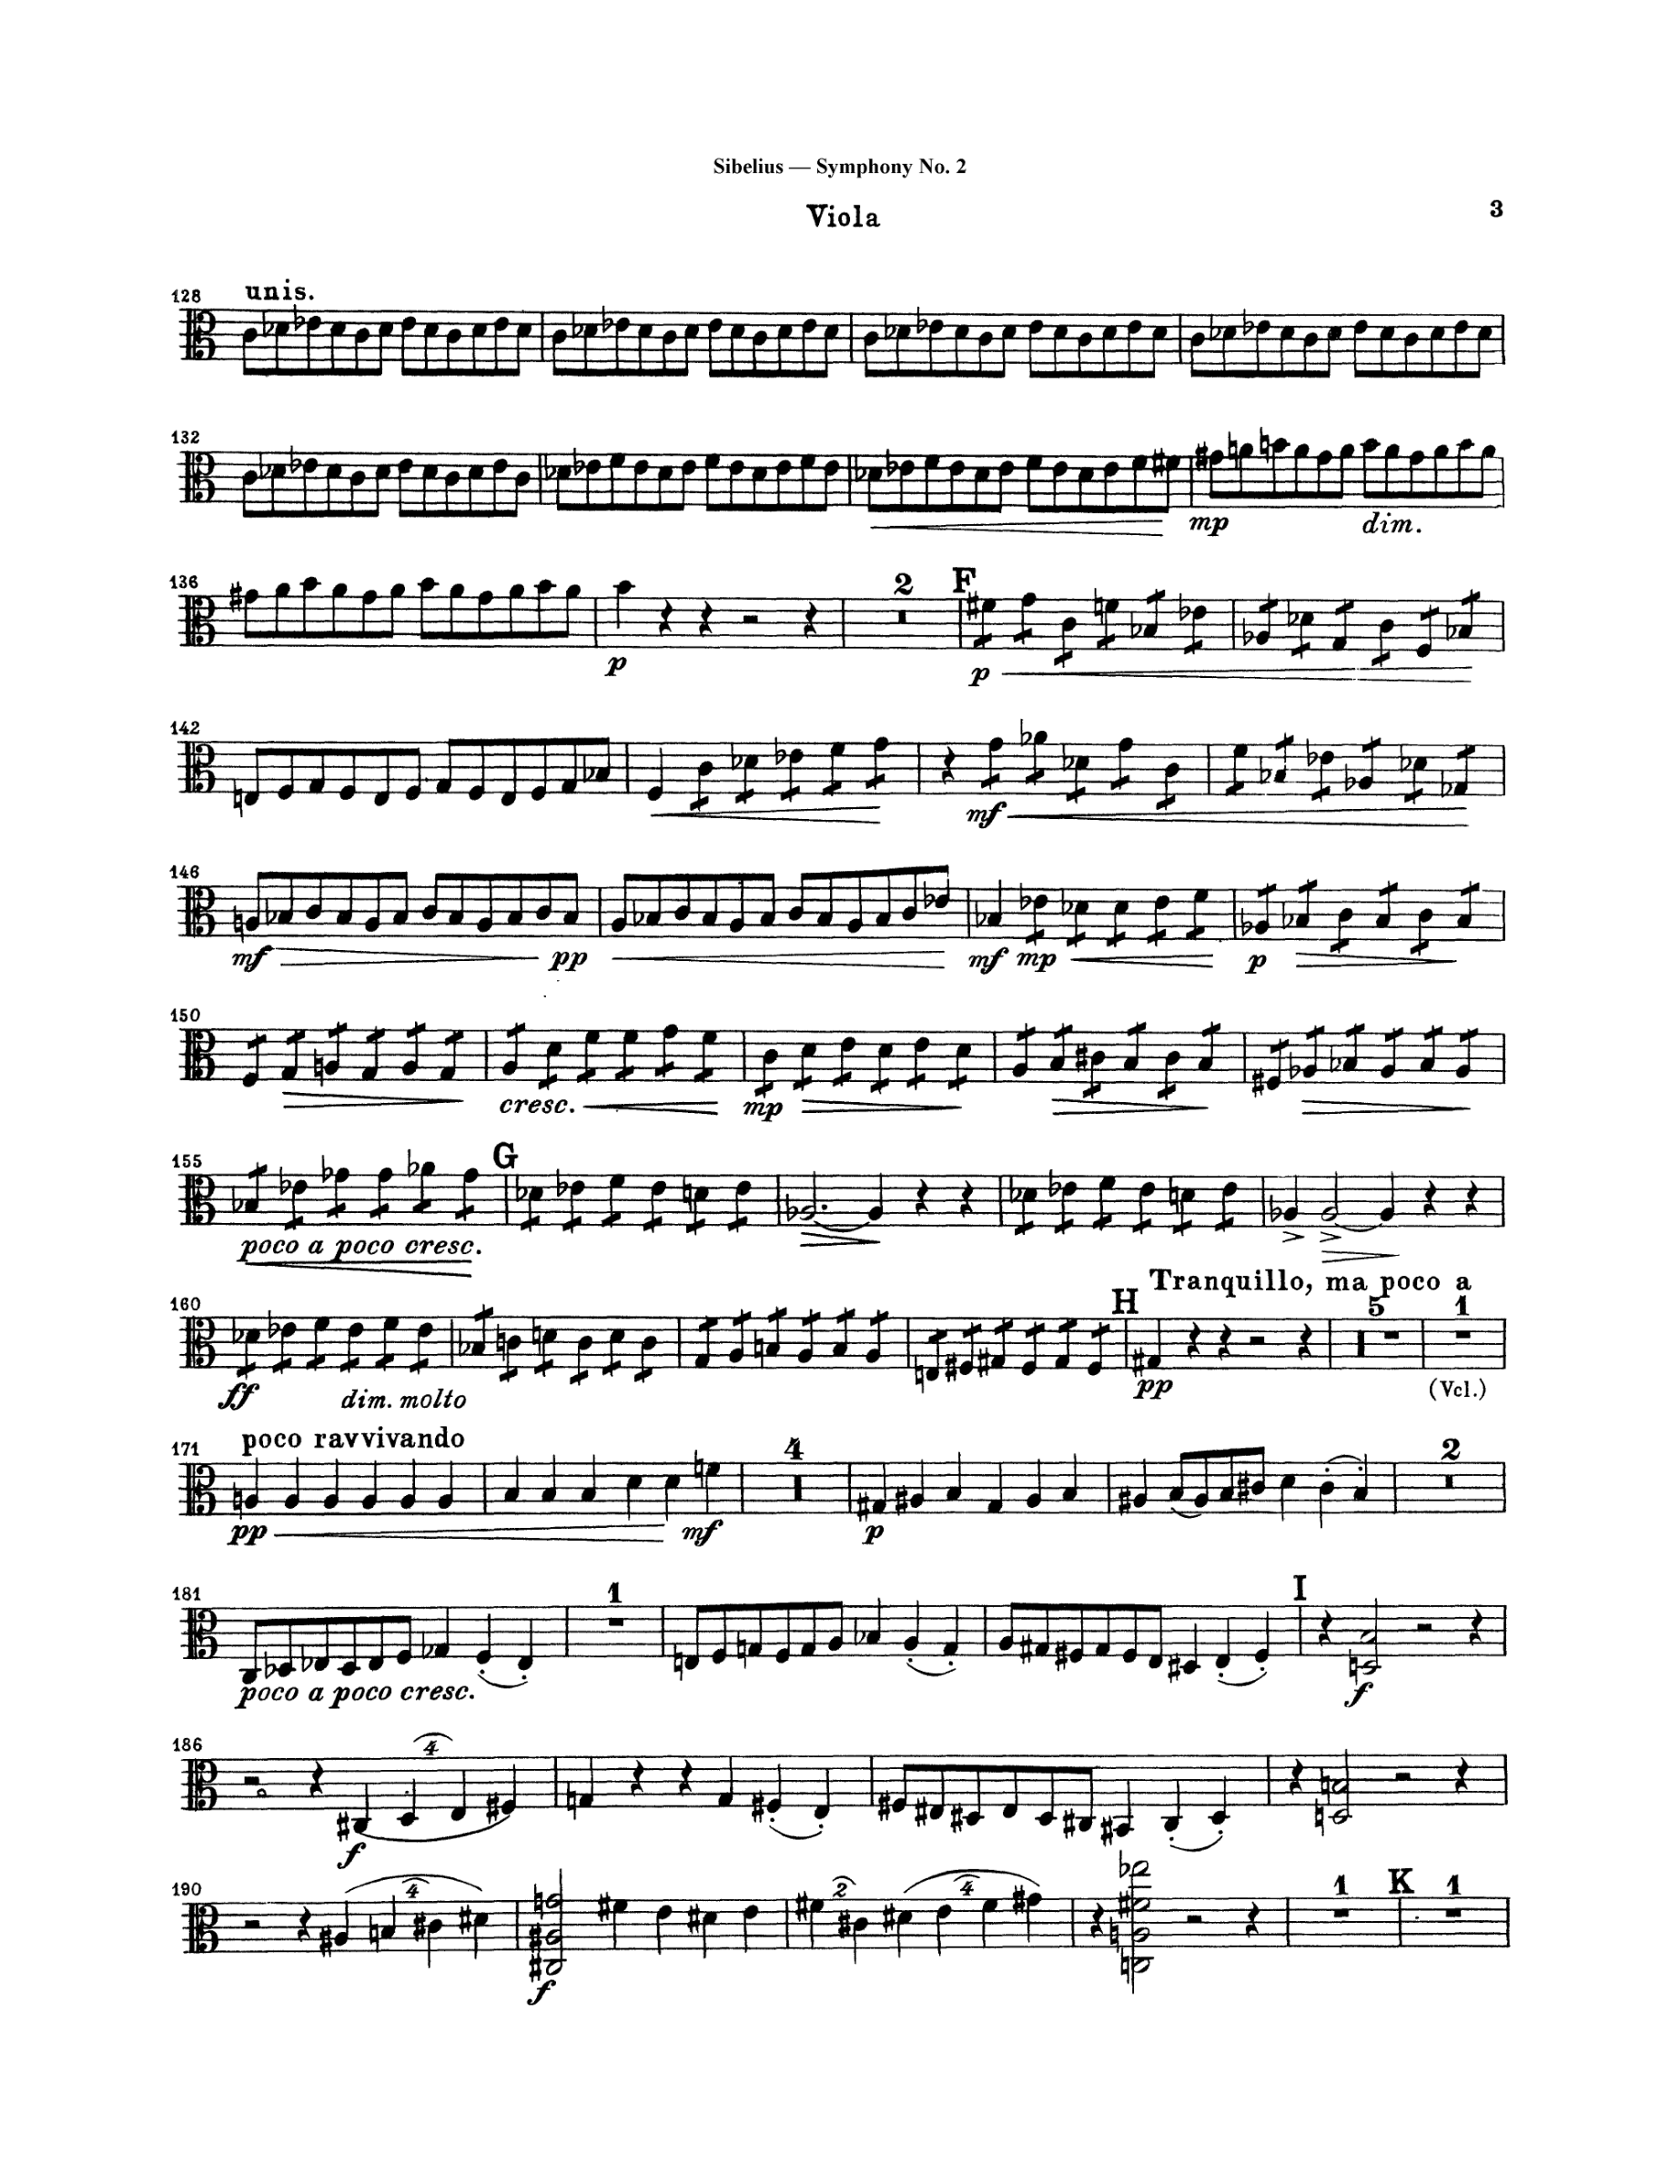 Sibelius — Symphony No. 2
Viola
3
128 unis.
132
mp dim.
136 2 F
p p
142
mf
146
mf pp mf mp p
150
cresc. mp
155 G
poco a poco cresc.
Tranquillo, ma poco a
160 H 5 1
ff dim. molto pp (Vcl.)
poco ravvivando
171 4 2
pp mf p
181 1 I
poco a poco cresc. f
186 4
f
190 4 2 4 1 K 1
f